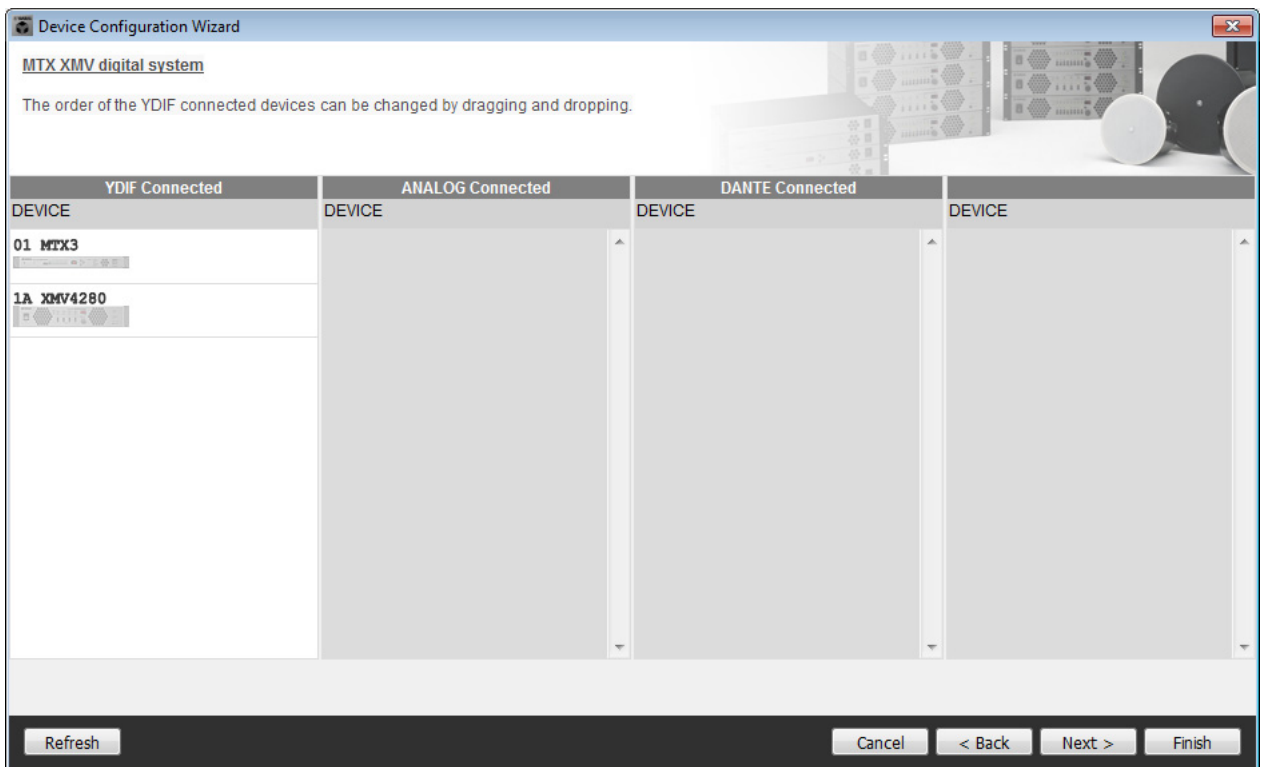 Device Configuration Wizard
MTX XMV digital system
The order of the YDIF connected devices can be changed by dragging and dropping.
YDIF Connected ANALOG Connected DANTE Connected
DEVICE DEVICE DEVICE DEVICE
01 MTX3
1A XMV4280
Refresh Cancel < Back Next > Finish